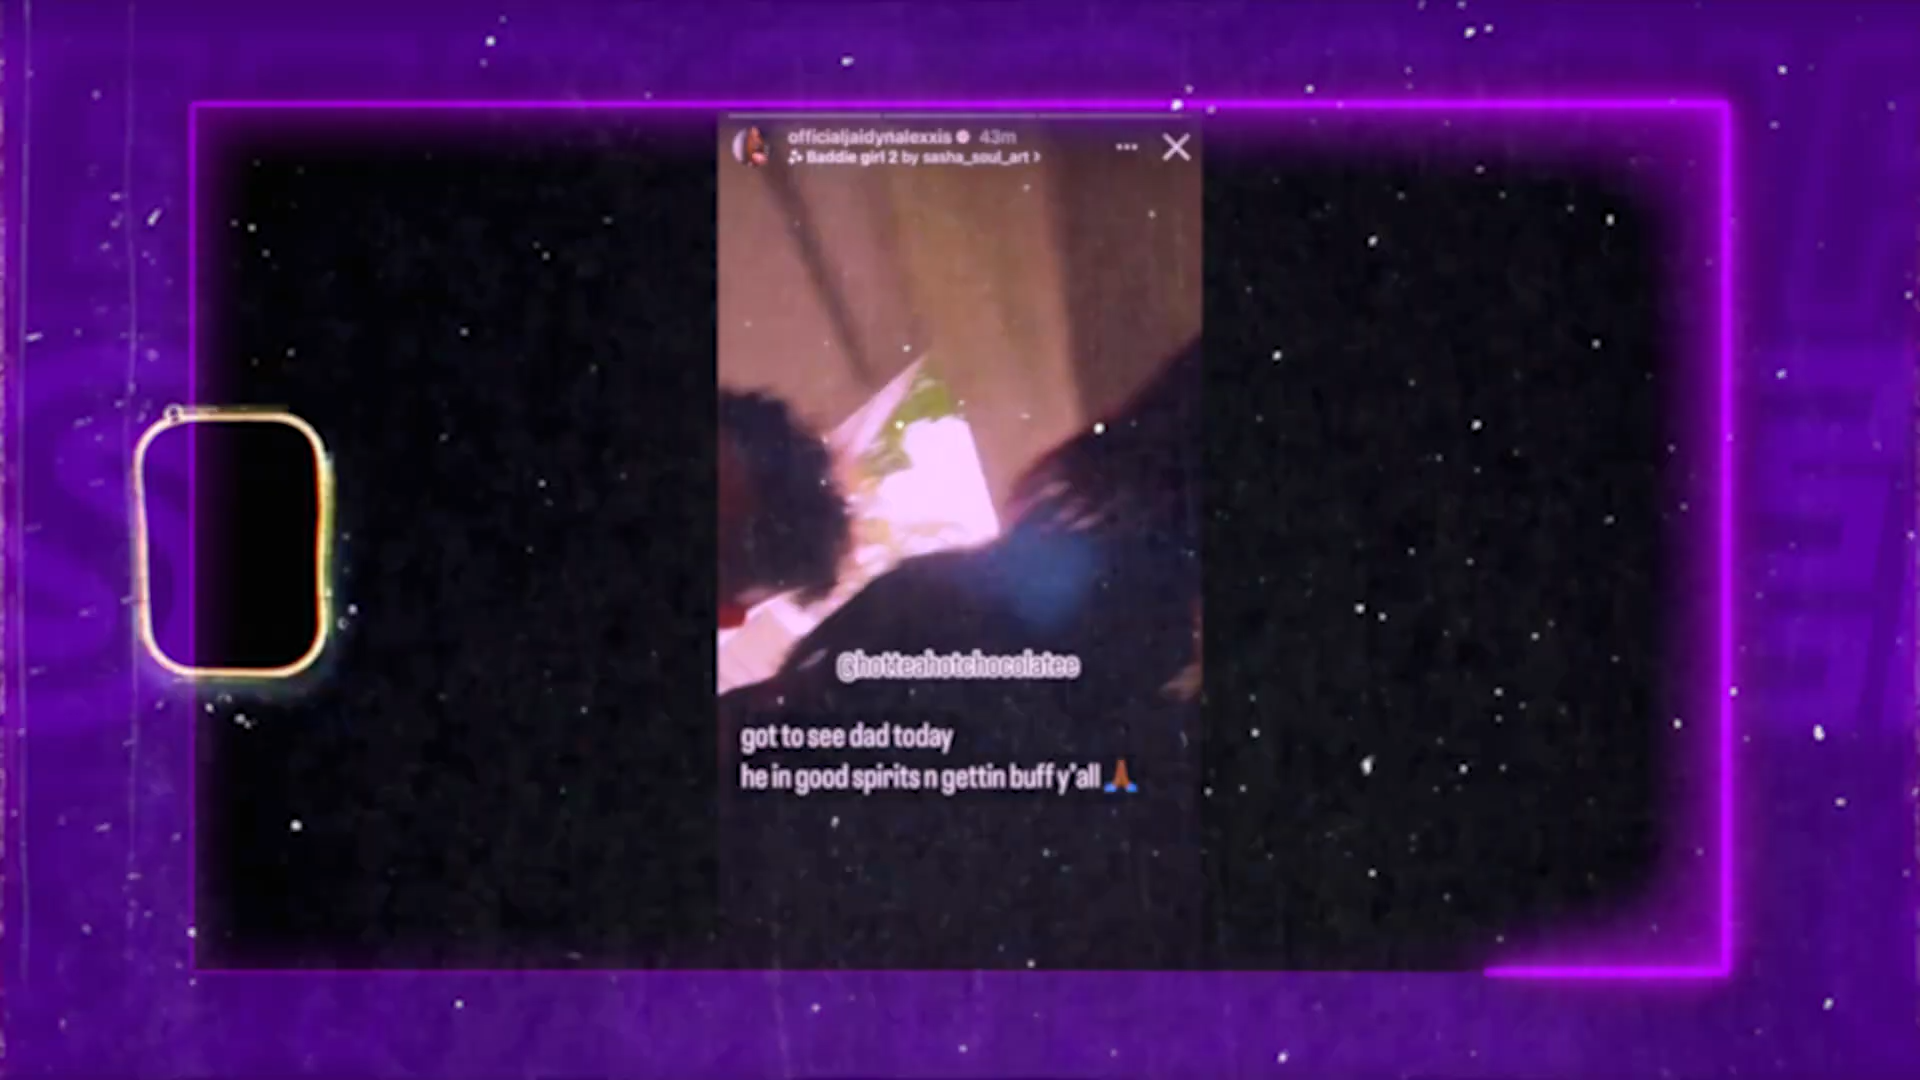 officialjaidynalexxis 43m
Baddie girl 2 by sasha_soul_art >
@hotteahotchocolatee
got to see dad today
he in good spirits n gettin buff y'all 🙏🏾